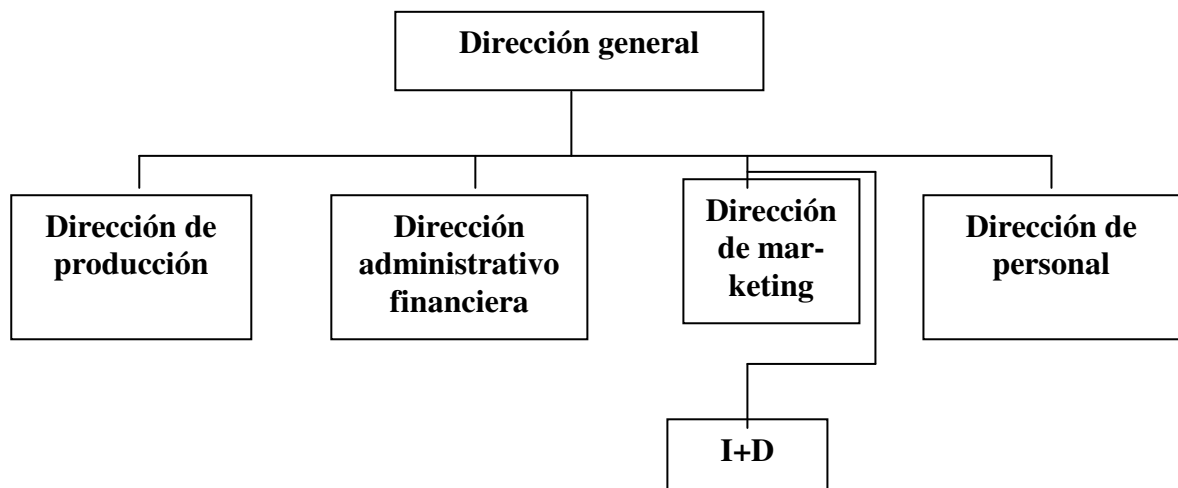 Dirección general
Dirección de
producción
Dirección
administrativo
financiera
Dirección
de mar-
keting
Dirección de
personal
I+D